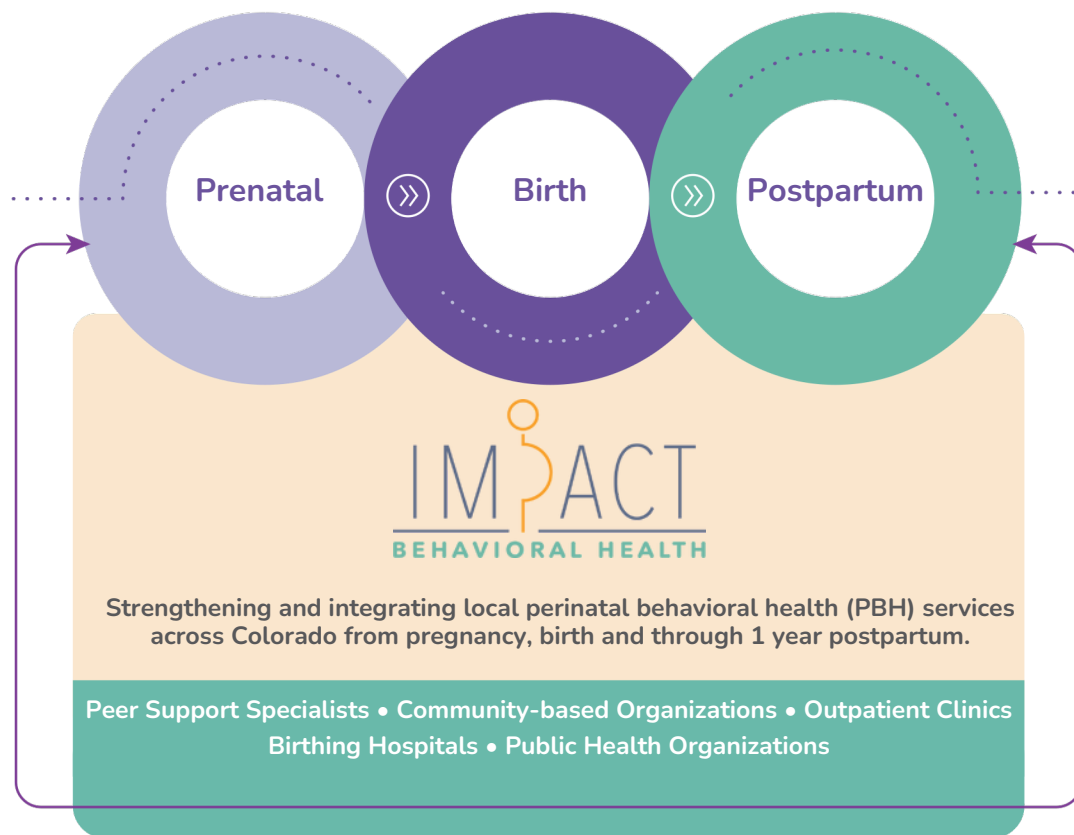 Prenatal
Birth
Postpartum
IMPACT
BEHAVIORAL HEALTH
Strengthening and integrating local perinatal behavioral health (PBH) services
across Colorado from pregnancy, birth and through 1 year postpartum.
Peer Support Specialists • Community-based Organizations • Outpatient Clinics
Birthing Hospitals • Public Health Organizations